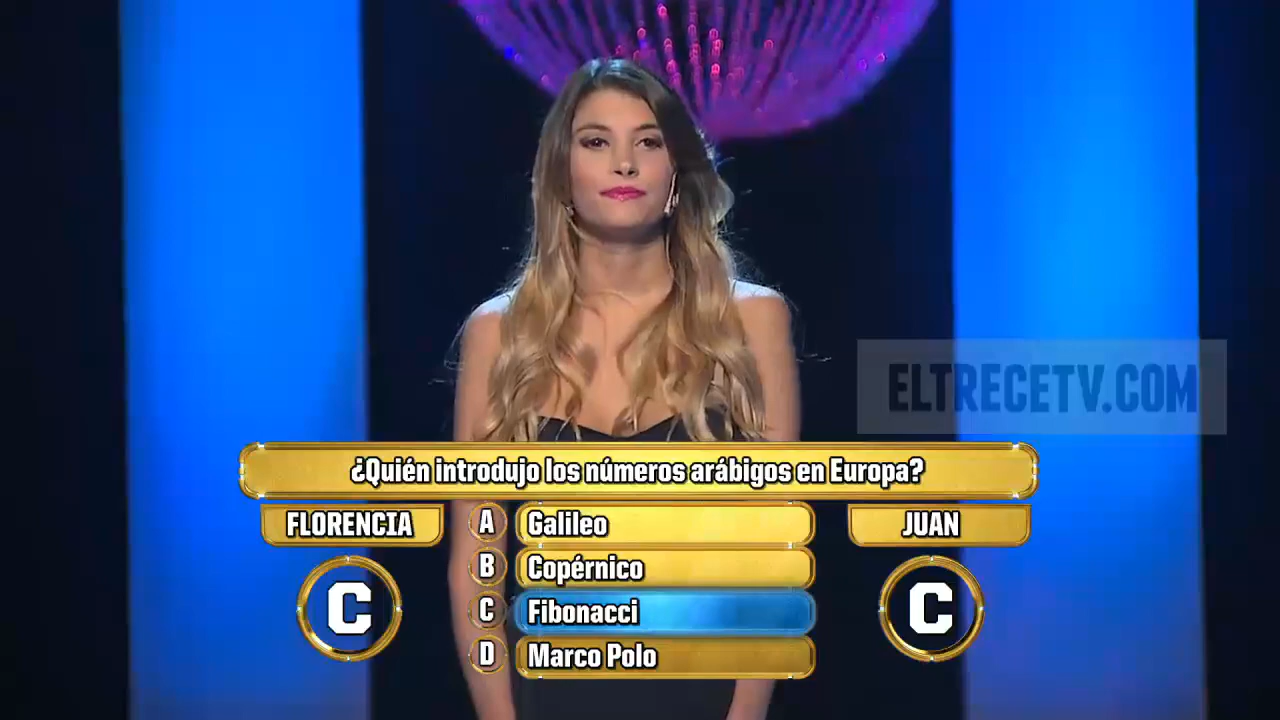 ELTRECETV.COM
¿Quién introdujo los números arábigos en Europa?
FLORENCIA
C
A Galileo
B Copérnico
C Fibonacci
D Marco Polo
JUAN
C